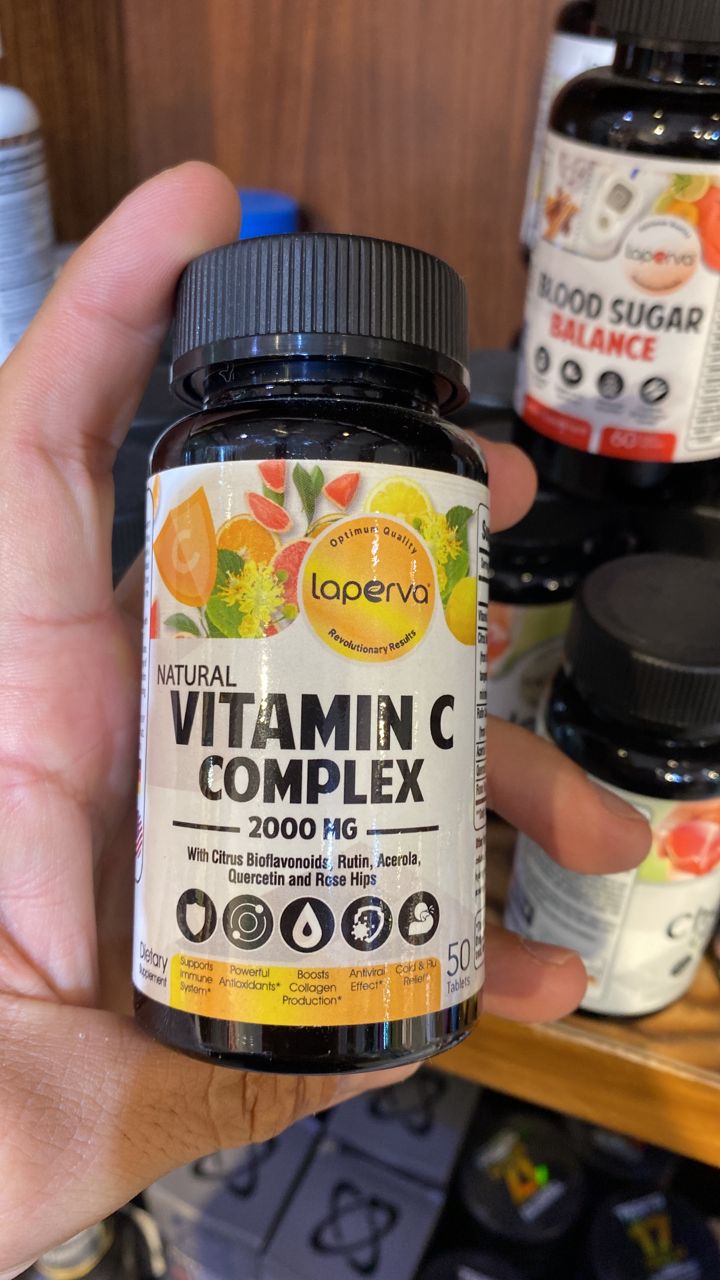 Optimum Quality
laperva
Revolutionary Results
NATURAL
VITAMIN C
COMPLEX
2000 MG
With Citrus Bioflavonoids, Rutin, Acerola,
Quercetin and Rose Hips
Dietary
Supplement
Supports
Immune
System*
Powerful
Antioxidants*
Boosts
Collagen
Production*
Antiviral
Effect*
Cold & Flu
Relief*
50
Tablets
laperva
BLOOD SUGAR
BALANCE
60